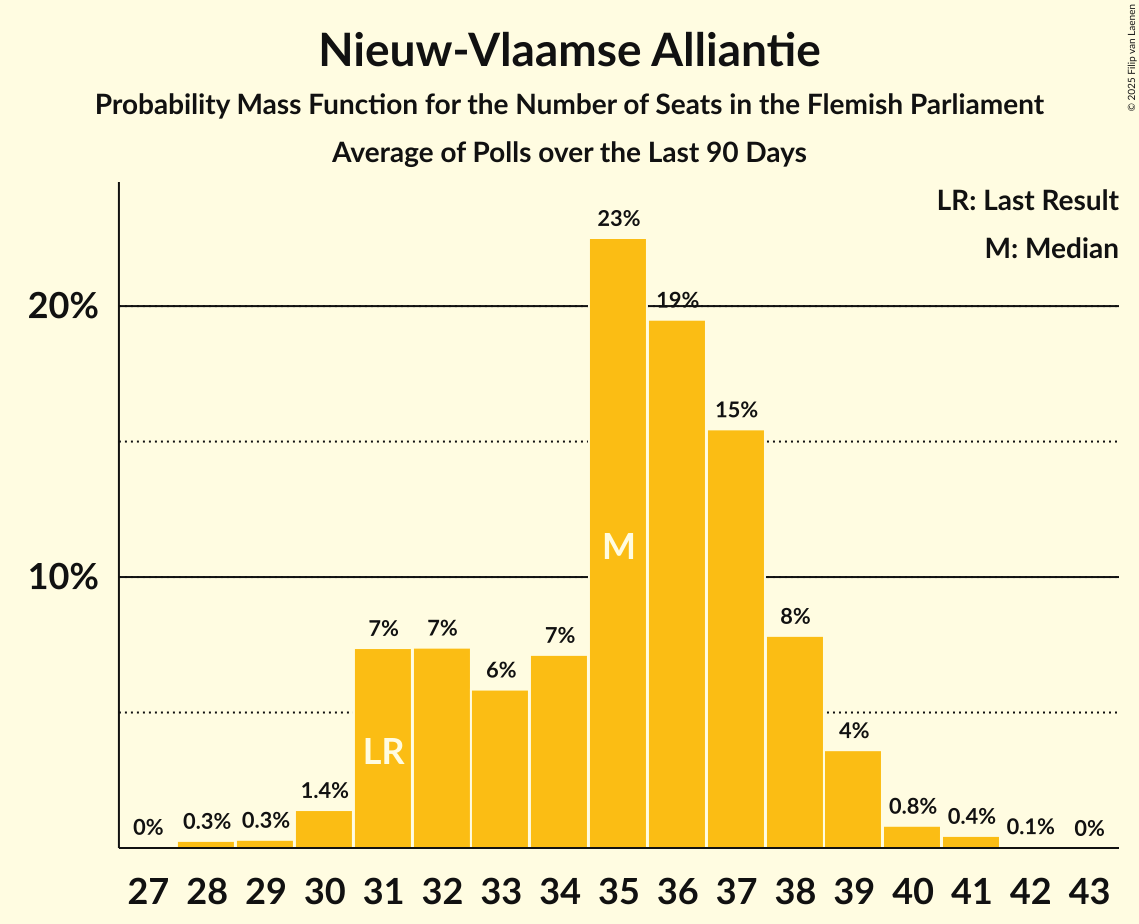 Nieuw-Vlaamse Alliantie
Probability Mass Function for the Number of Seats in the Flemish Parliament
Average of Polls over the Last 90 Days
© 2025 Filip van Laenen
LR: Last Result
M: Median
20%
10%
0%
0.3%
0.3%
1.4%
7%
7%
6%
7%
23%
19%
15%
8%
4%
0.8%
0.4%
0.1%
0%
LR
M
27 28 29 30 31 32 33 34 35 36 37 38 39 40 41 42 43